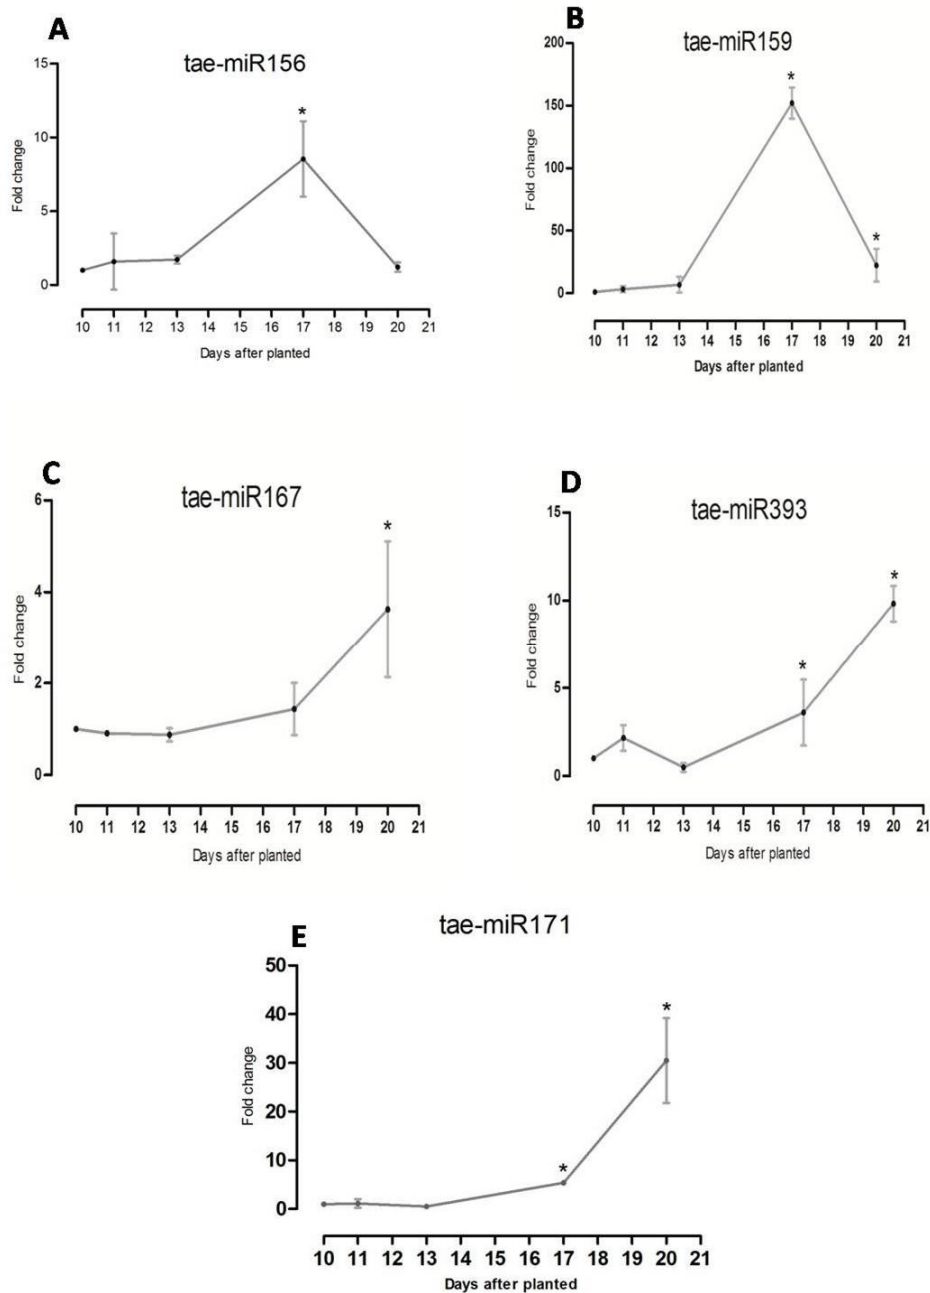 A
tae-miR156
15
*
10
Fold change
5
0
10 11 12 13 14 15 16 17 18 19 20 21
Days after planted
B
tae-miR159
200
*
150
Fold change
100
50
*
0
10 11 12 13 14 15 16 17 18 19 20 21
Days after planted
C
tae-miR167
6
*
4
Fold change
2
0
10 11 12 13 14 15 16 17 18 19 20 21
Days after planted
D
tae-miR393
15
*
10
Fold change
*
5
0
10 11 12 13 14 15 16 17 18 19 20 21
Days after planted
E
tae-miR171
50
*
40
30
Fold change
20
10
*
0
10 11 12 13 14 15 16 17 18 19 20 21
Days after planted